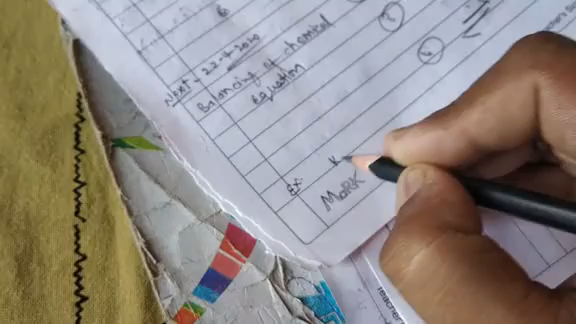 6
Next - 22-7-2020
Balancing of chemical
equation
Ex:
K
MARK